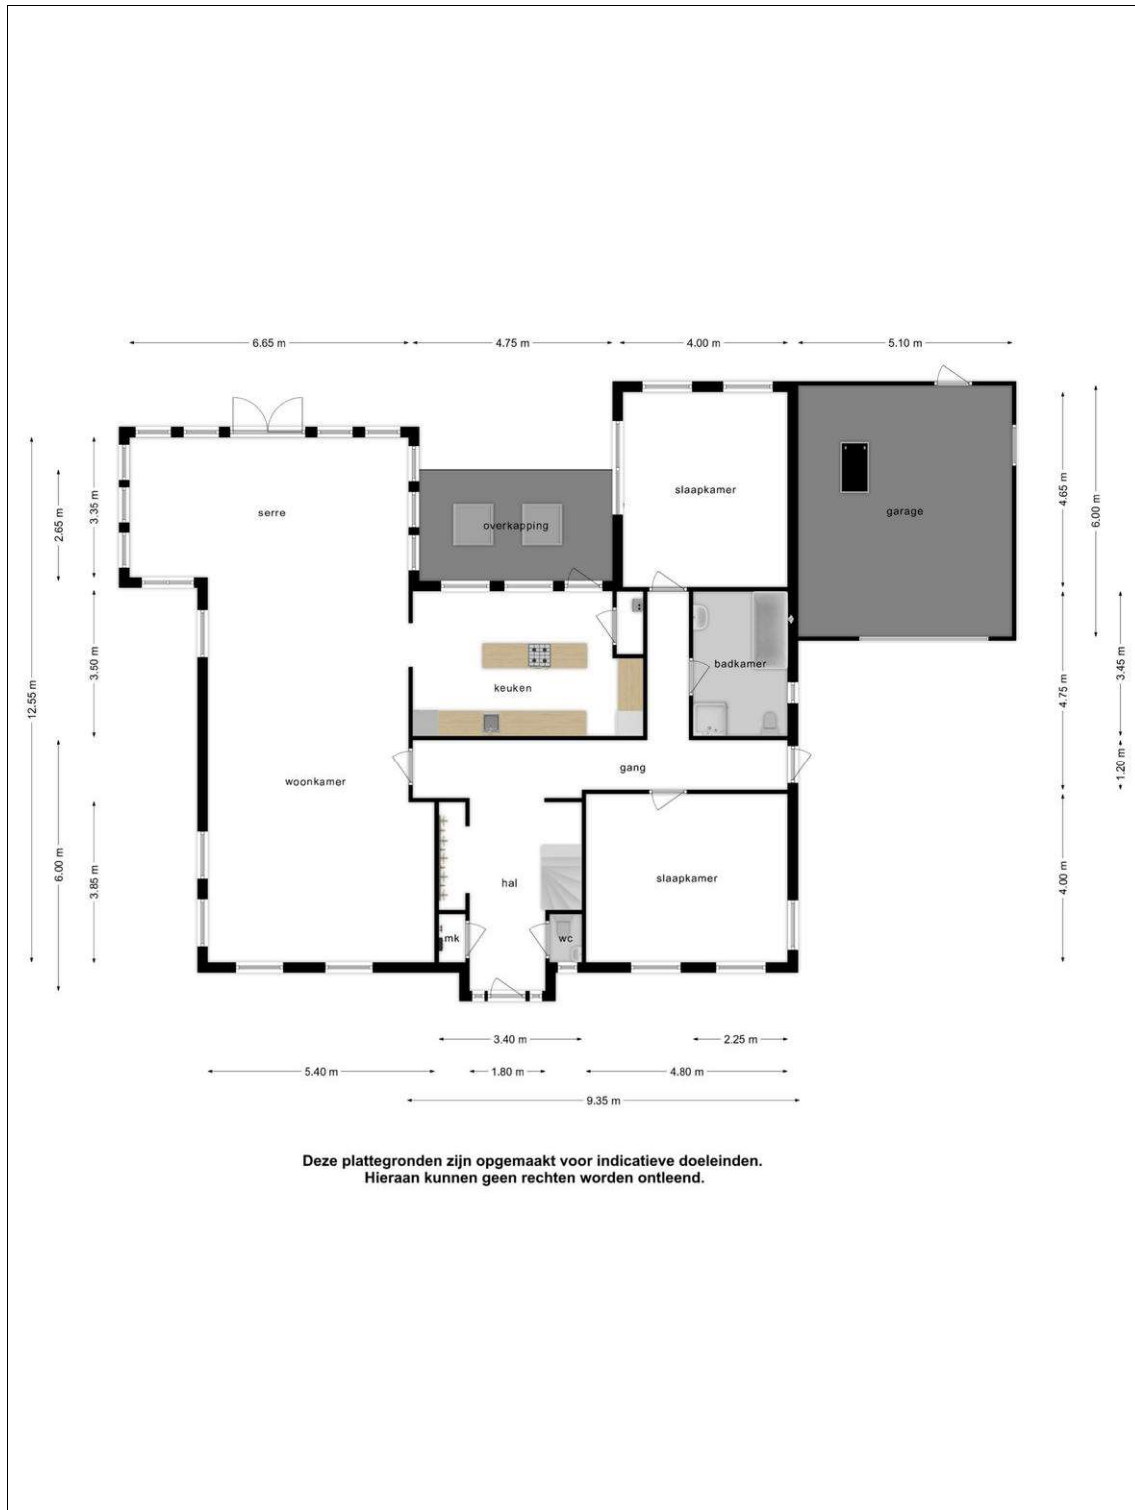 6.65 m
4.75 m
4.00 m
5.10 m
12.55 m
2.65 m
6.00 m
3.35 m
3.50 m
3.85 m
serre
overkapping
slaapkamer
garage
keuken
badkamer
woonkamer
gang
hal
slaapkamer
mk
wc
4.65 m
4.75 m
4.00 m
6.00 m
3.45 m
1.20 m
3.40 m
2.25 m
5.40 m
1.80 m
4.80 m
9.35 m
Deze plattegronden zijn opgemaakt voor indicatieve doeleinden.
Hieraan kunnen geen rechten worden ontleend.